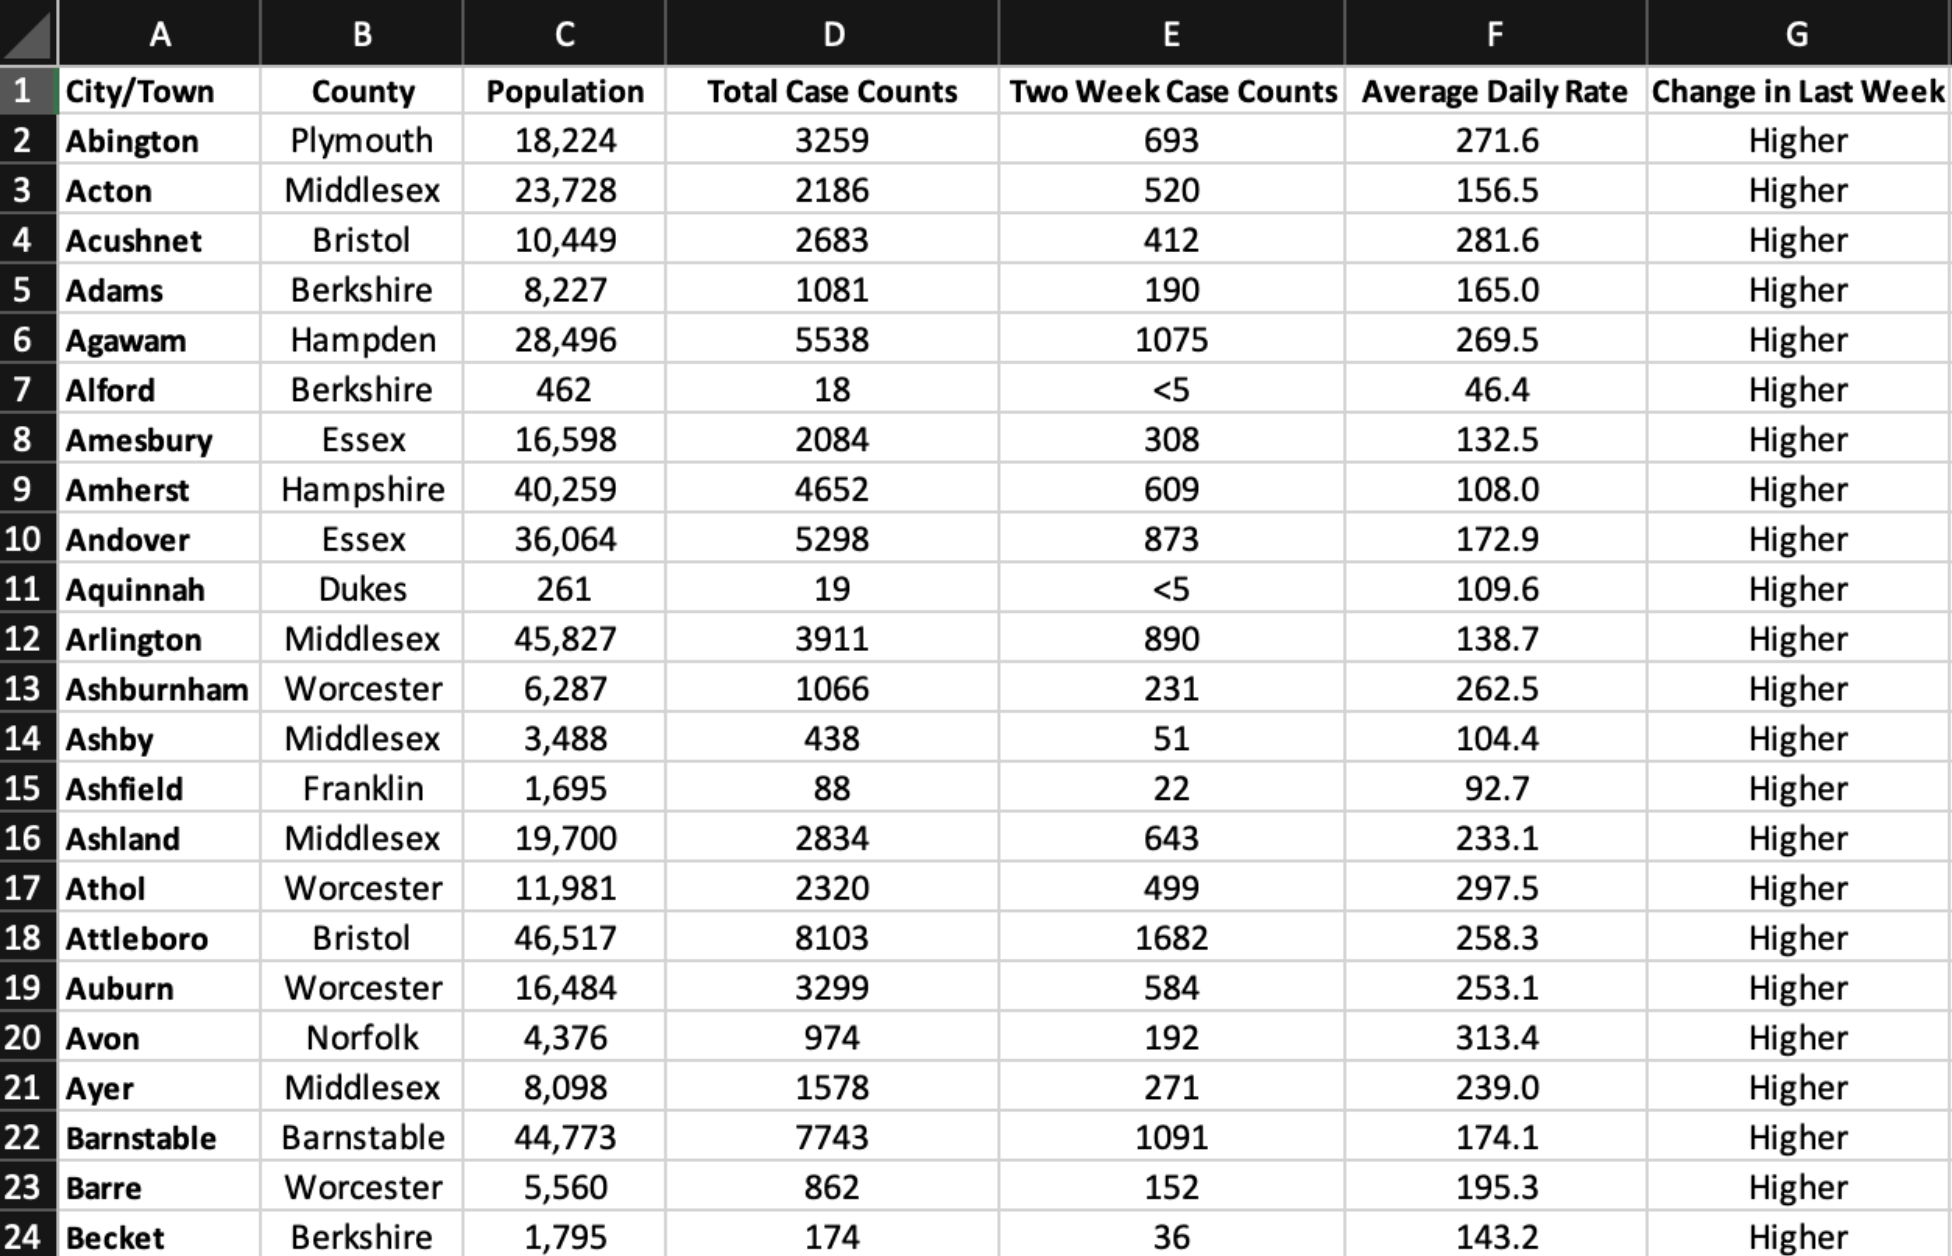 A B C D E F G
1 City/Town County Population Total Case Counts Two Week Case Counts Average Daily Rate Change in Last Week
2 Abington Plymouth 18,224 3259 693 271.6 Higher
3 Acton Middlesex 23,728 2186 520 156.5 Higher
4 Acushnet Bristol 10,449 2683 412 281.6 Higher
5 Adams Berkshire 8,227 1081 190 165.0 Higher
6 Agawam Hampden 28,496 5538 1075 269.5 Higher
7 Alford Berkshire 462 18 <5 46.4 Higher
8 Amesbury Essex 16,598 2084 308 132.5 Higher
9 Amherst Hampshire 40,259 4652 609 108.0 Higher
10 Andover Essex 36,064 5298 873 172.9 Higher
11 Aquinnah Dukes 261 19 <5 109.6 Higher
12 Arlington Middlesex 45,827 3911 890 138.7 Higher
13 Ashburnham Worcester 6,287 1066 231 262.5 Higher
14 Ashby Middlesex 3,488 438 51 104.4 Higher
15 Ashfield Franklin 1,695 88 22 92.7 Higher
16 Ashland Middlesex 19,700 2834 643 233.1 Higher
17 Athol Worcester 11,981 2320 499 297.5 Higher
18 Attleboro Bristol 46,517 8103 1682 258.3 Higher
19 Auburn Worcester 16,484 3299 584 253.1 Higher
20 Avon Norfolk 4,376 974 192 313.4 Higher
21 Ayer Middlesex 8,098 1578 271 239.0 Higher
22 Barnstable Barnstable 44,773 7743 1091 174.1 Higher
23 Barre Worcester 5,560 862 152 195.3 Higher
24 Becket Berkshire 1,795 174 36 143.2 Higher